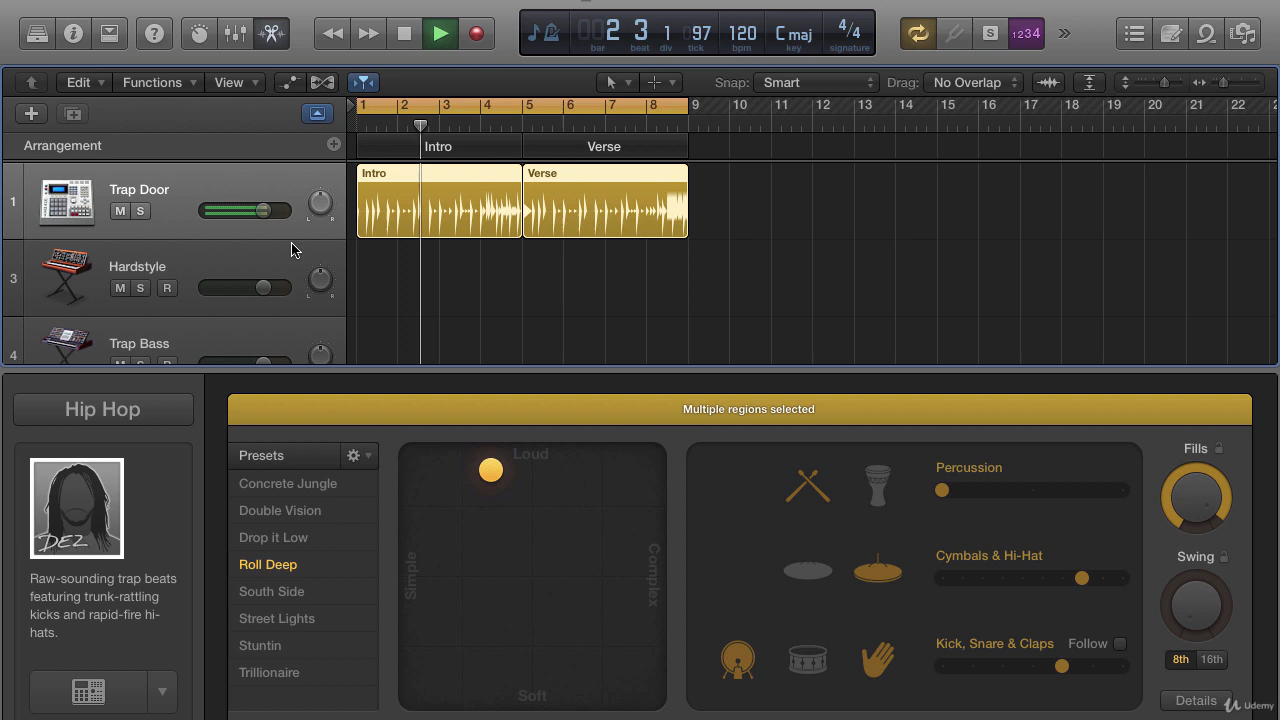 2 3 1 97 120 C maj 4/4
bar beat div tick bpm key signature
S 1234
Edit Functions View Snap: Smart Drag: No Overlap
1 2 3 4 5 6 7 8 9 10 11 12 13 14 15 16 17 18 19 20 21 22
Arrangement Intro Verse
Intro Verse
1 Trap Door
M S L R
3 Hardstyle
M S R L R
4 Trap Bass
Hip Hop
Multiple regions selected
DEZ
Raw-sounding trap beats
featuring trunk-rattling
kicks and rapid-fire hi-
hats.
Presets
Concrete Jungle
Double Vision
Drop it Low
Roll Deep
South Side
Street Lights
Stuntin
Trillionaire
Loud
Simple
Complex
Soft
Percussion
Cymbals & Hi-Hat
Kick, Snare & Claps Follow
Fills
Swing
8th 16th
Details
Udemy